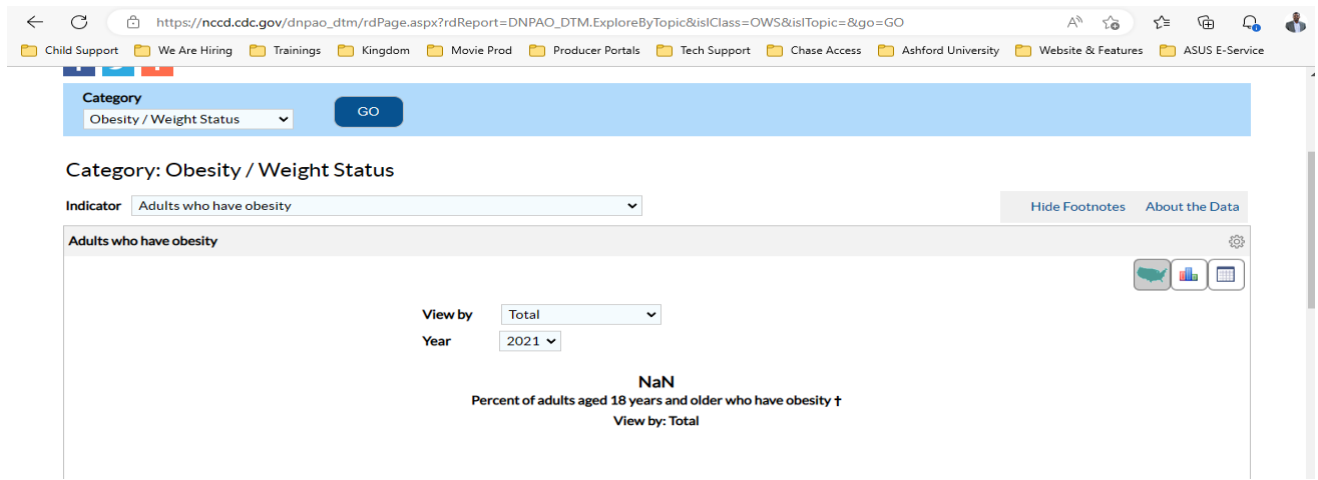 https://nccd.cdc.gov/dnpao_dtm/rdPage.aspx?rdReport=DNPAO_DTM.ExploreByTopic&islClass=OWS&islTopic=&go=GO
Child Support We Are Hiring Trainings Kingdom Movie Prod Producer Portals Tech Support Chase Access Ashford University Website & Features ASUS E-Service
Category
Obesity / Weight Status GO
Category: Obesity / Weight Status
Indicator Adults who have obesity Hide Footnotes About the Data
Adults who have obesity
View by Total
Year 2021
NaN
Percent of adults aged 18 years and older who have obesity †
View by: Total